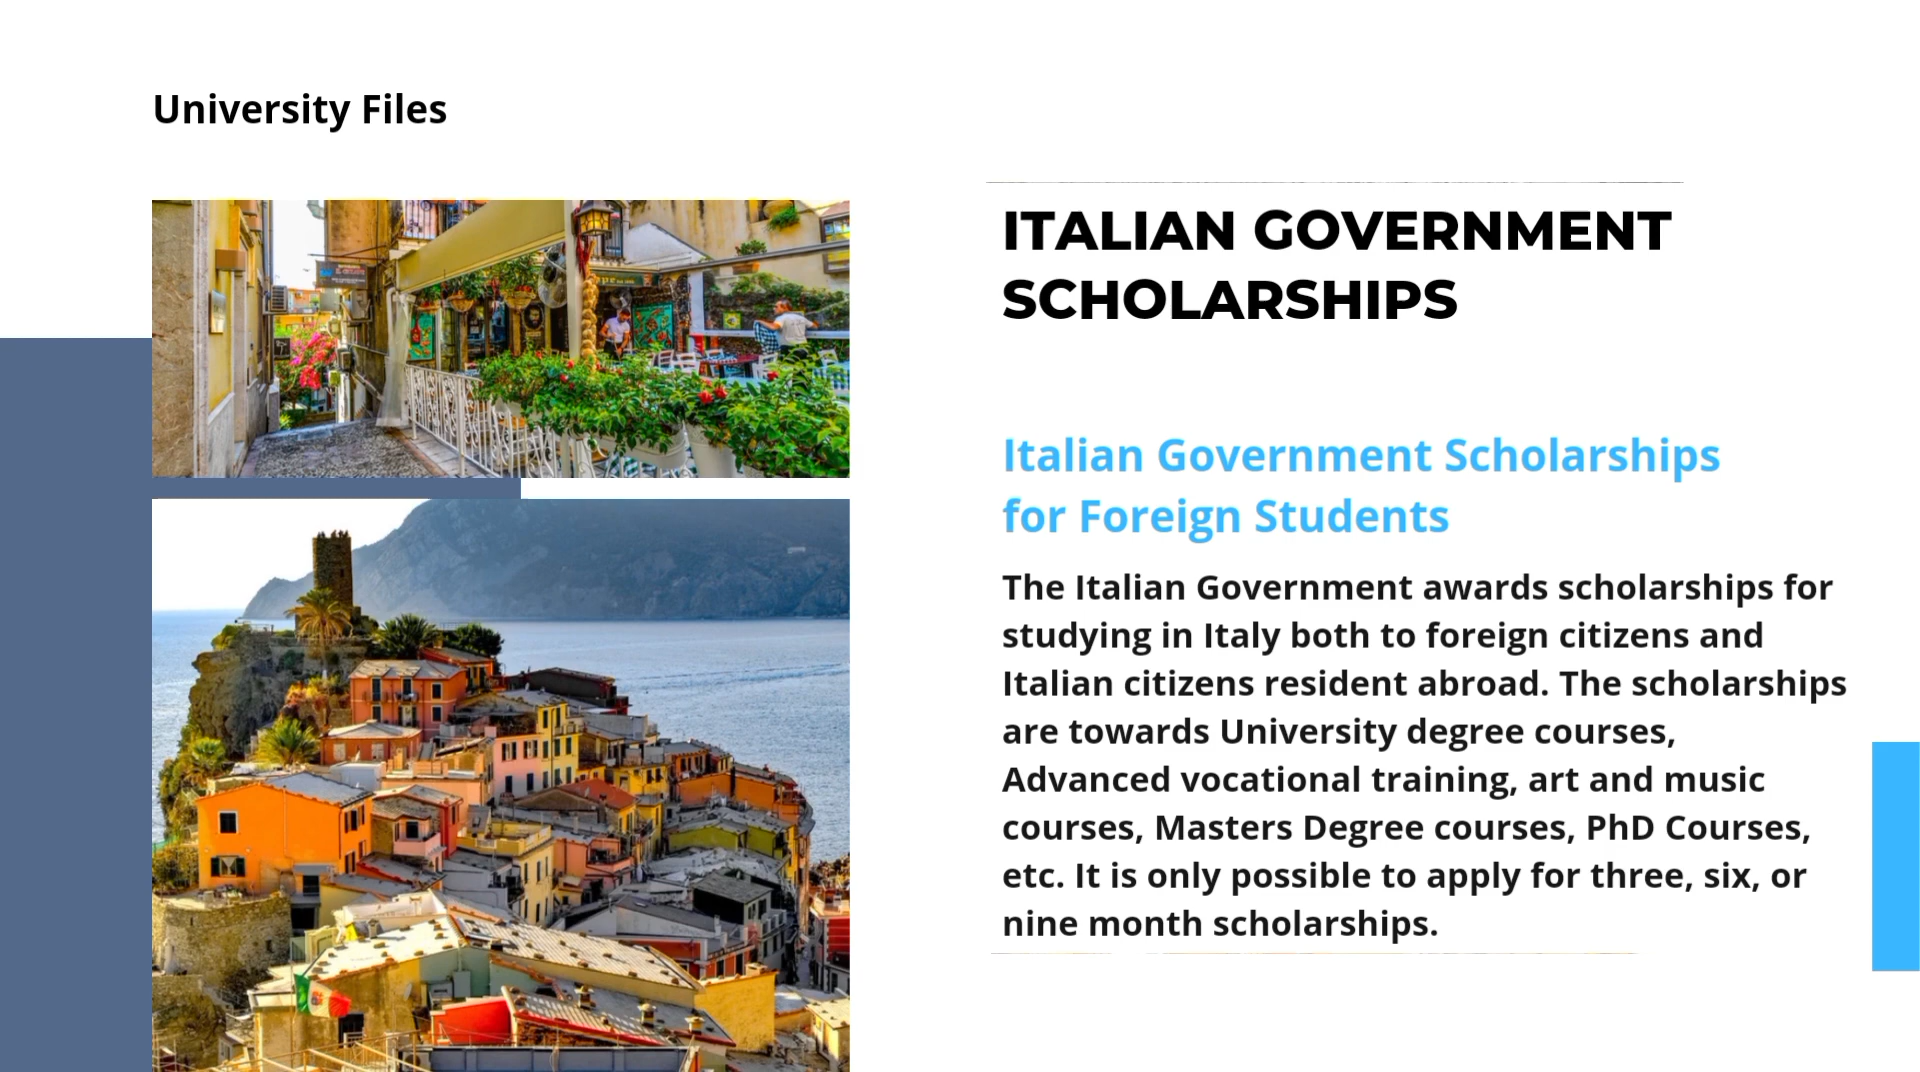 University Files
ITALIAN GOVERNMENT
SCHOLARSHIPS
Italian Government Scholarships
for Foreign Students
The Italian Government awards scholarships for
studying in Italy both to foreign citizens and
Italian citizens resident abroad. The scholarships
are towards University degree courses,
Advanced vocational training, art and music
courses, Masters Degree courses, PhD Courses,
etc. It is only possible to apply for three, six, or
nine month scholarships.